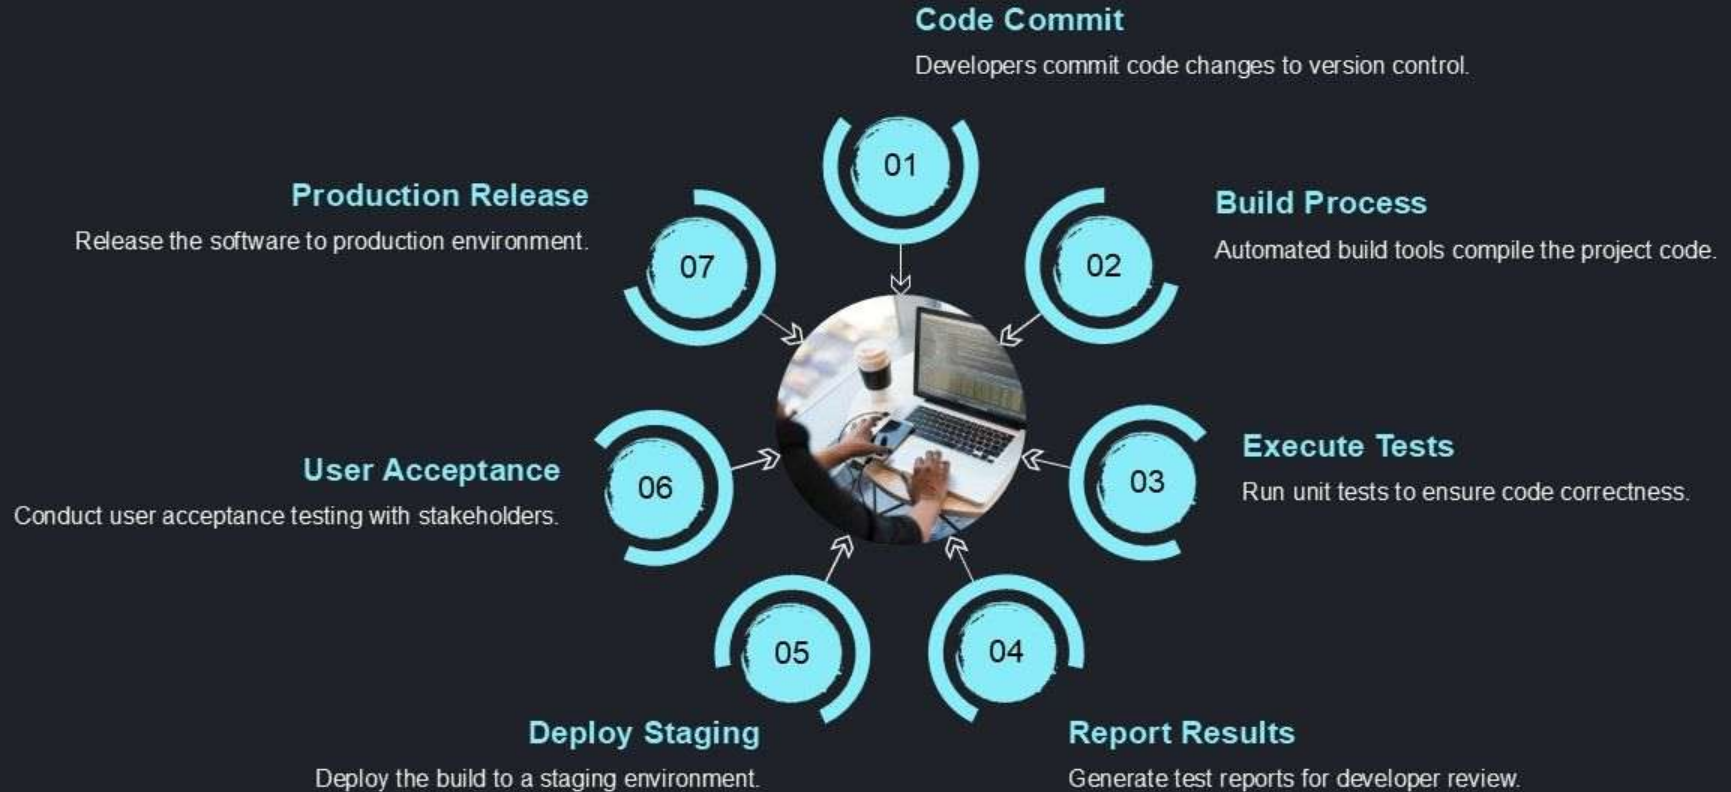 01
Code Commit
Developers commit code changes to version control.
02
Build Process
Automated build tools compile the project code.
03
Execute Tests
Run unit tests to ensure code correctness.
04
Report Results
Generate test reports for developer review.
05
Deploy Staging
Deploy the build to a staging environment.
06
User Acceptance
Conduct user acceptance testing with stakeholders.
07
Production Release
Release the software to production environment.